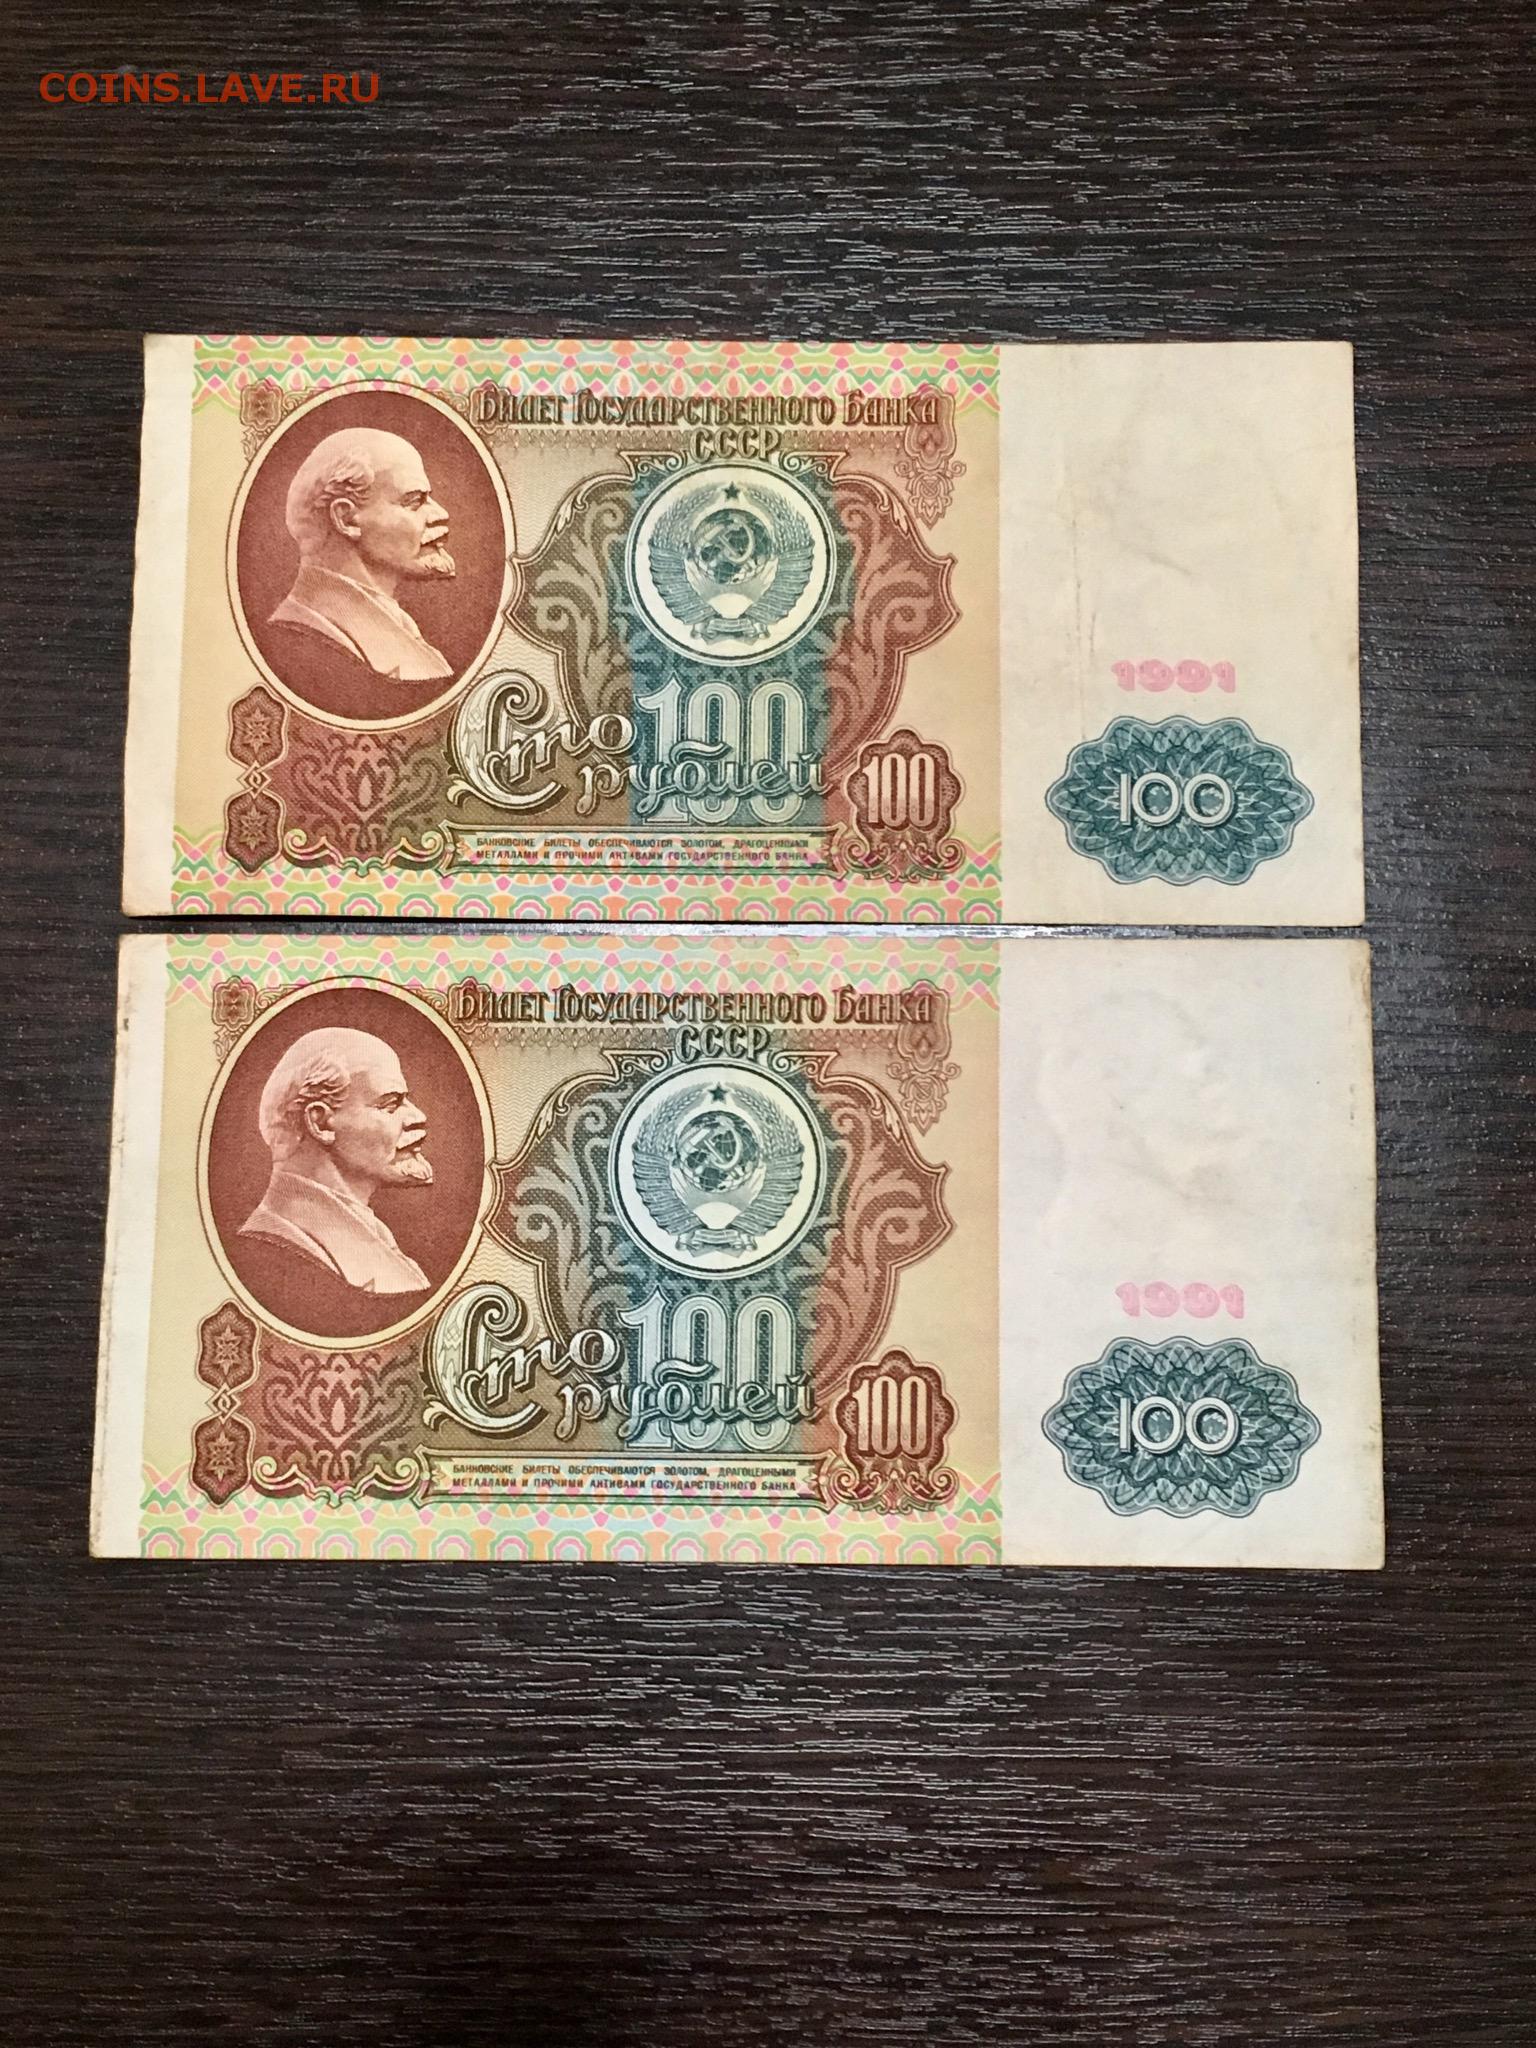 COINS.LAVE.RU
Билет Государственного Банка
СССР
1991
Сто 100
рублей
100
100
БАНКОВСКИЕ БИЛЕТЫ ОБЕСПЕЧИВАЮТСЯ ЗОЛОТОМ, ДРАГОЦЕННЫМИ
МЕТАЛЛАМИ И ПРОЧИМИ АКТИВАМИ ГОСУДАРСТВЕННОГО БАНКА
Билет Государственного Банка
СССР
1991
Сто 100
рублей
100
100
БАНКОВСКИЕ БИЛЕТЫ ОБЕСПЕЧИВАЮТСЯ ЗОЛОТОМ, ДРАГОЦЕННЫМИ
МЕТАЛЛАМИ И ПРОЧИМИ АКТИВАМИ ГОСУДАРСТВЕННОГО БАНКА